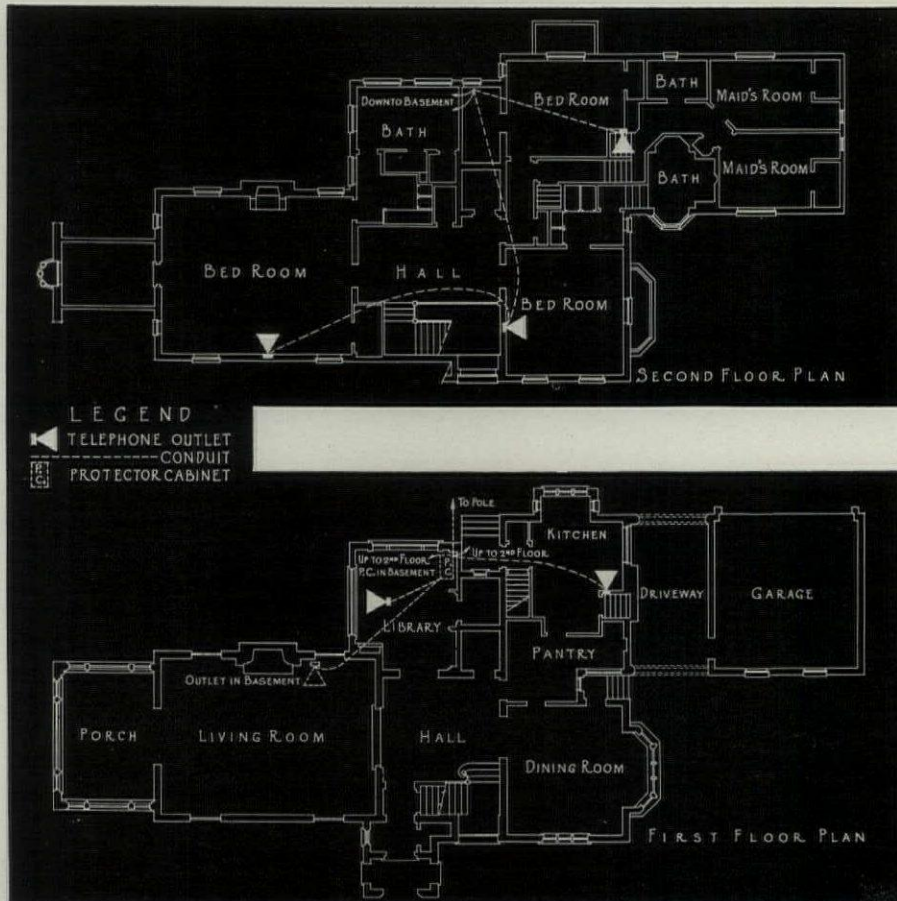 BATH
MAID'S ROOM
BED ROOM
DOWN TO BASEMENT
BATH
BATH
MAID'S ROOM
BED ROOM
HALL
BED ROOM
SECOND FLOOR PLAN
LEGEND
TELEPHONE OUTLET
CONDUIT
P.C. PROTECTOR CABINET
TO POLE
KITCHEN
UP TO 2ND FLOOR
UP TO 2ND FLOOR
P.C. IN BASEMENT
P.C.
DRIVEWAY
GARAGE
LIBRARY
PANTRY
OUTLET IN BASEMENT
PORCH
LIVING ROOM
HALL
DINING ROOM
FIRST FLOOR PLAN